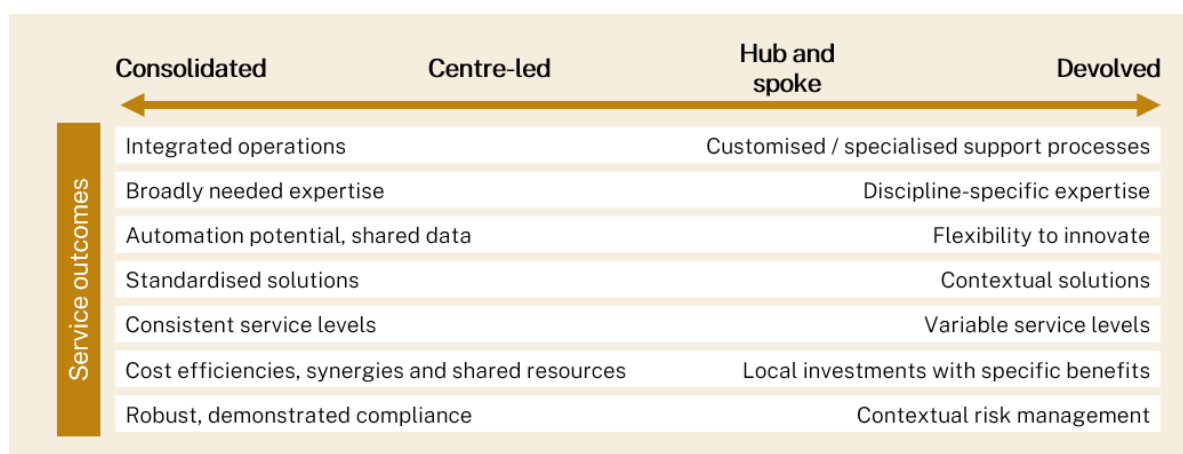 Consolidated
Centre-led
Hub and
spoke
Devolved
Service outcomes
Integrated operations
Customised / specialised support processes
Broadly needed expertise
Discipline-specific expertise
Automation potential, shared data
Flexibility to innovate
Standardised solutions
Contextual solutions
Consistent service levels
Variable service levels
Cost efficiencies, synergies and shared resources
Local investments with specific benefits
Robust, demonstrated compliance
Contextual risk management